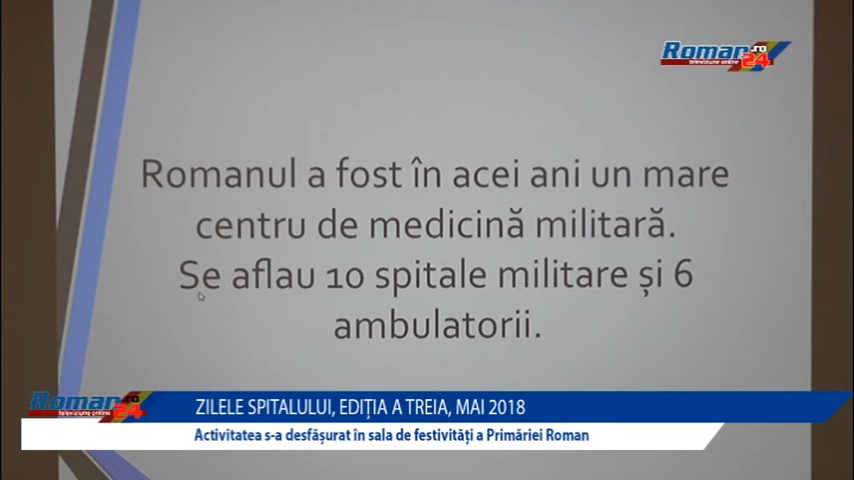 Roman.ro
televiziune online 24
Romanul a fost în acei ani un mare
centru de medicină militară.
Se aflau 10 spitale militare și 6
ambulatorii.
Roman.ro
televiziune online 24
ZILELE SPITALULUI, EDIȚIA A TREIA, MAI 2018
Activitatea s-a desfășurat în sala de festivități a Primăriei Roman